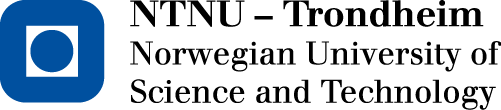 NTNU – Trondheim
Norwegian University of
Science and Technology